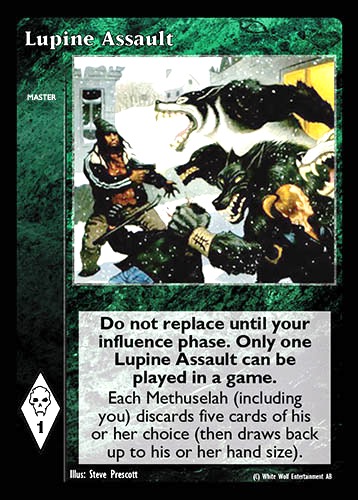 Lupine Assault
MASTER
Do not replace until your
influence phase. Only one
Lupine Assault can be
played in a game.
Each Methuselah (including
you) discards five cards of his
or her choice (then draws back
up to his or her hand size).
1
Illus: Steve Prescott
(C) White Wolf Entertainment AB